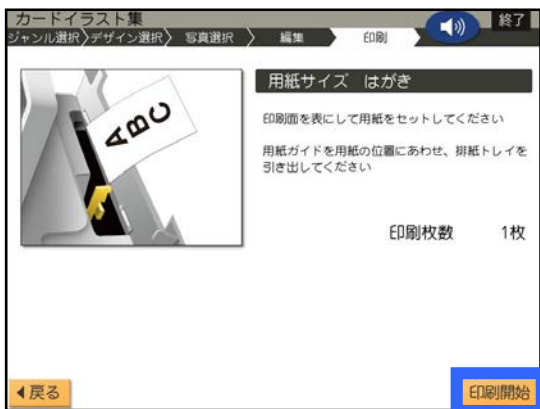 カードイラスト集
終了
ジャンル選択〉デザイン選択〉 写真選択 〉 編集 印刷
ABC
用紙サイズ はがき
印刷面を表にして用紙をセットしてください
用紙ガイドを用紙の位置にあわせ、排紙トレイを
引き出してください
印刷枚数 1枚
戻る
印刷開始